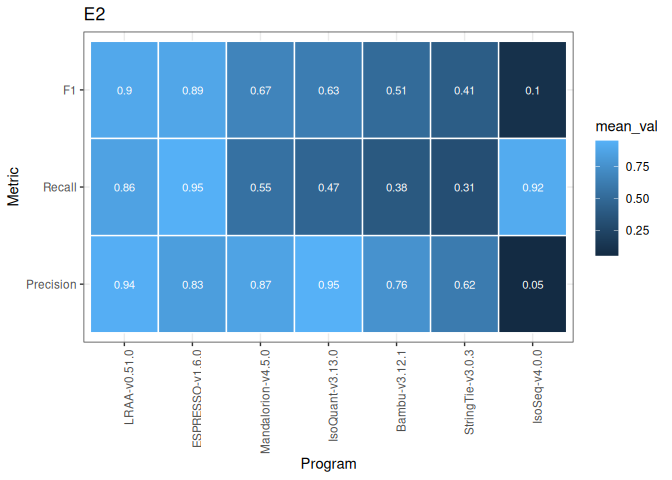 E2
F1 0.9 0.89 0.67 0.63 0.51 0.41 0.1
Recall 0.86 0.95 0.55 0.47 0.38 0.31 0.92
Precision 0.94 0.83 0.87 0.95 0.76 0.62 0.05
Metric
LRAA-v0.51.0
ESPRESSO-v1.6.0
Mandalorion-v4.5.0
IsoQuant-v3.13.0
Bambu-v3.12.1
StringTie-v3.0.3
IsoSeq-v4.0.0
Program
mean_val
0.75
0.50
0.25